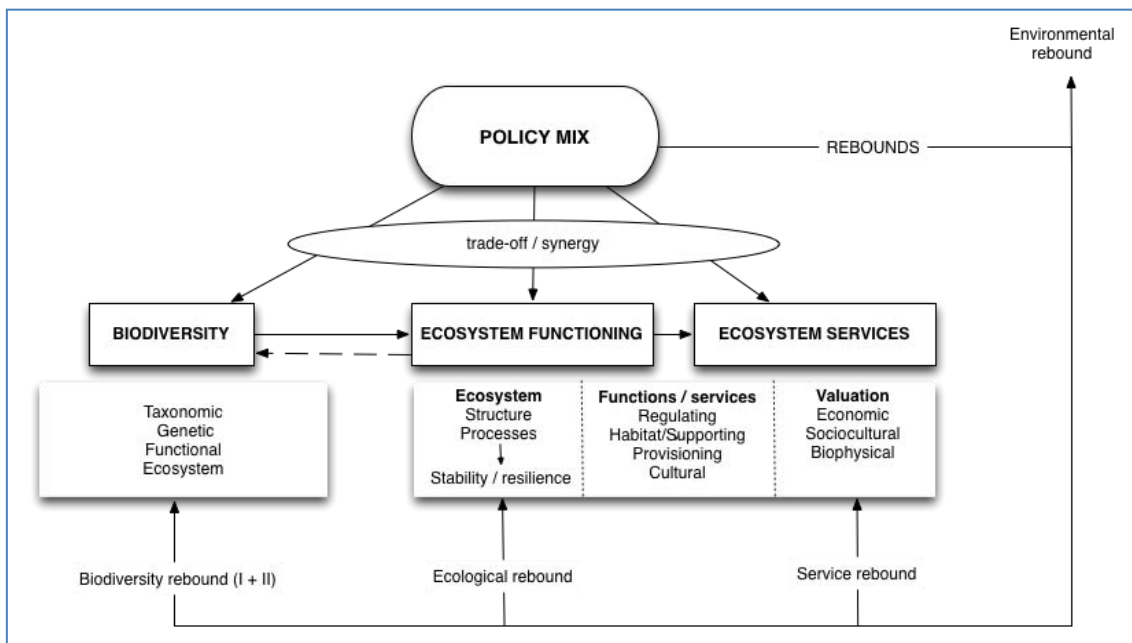 Environmental
rebound
POLICY MIX
REBOUNDS
trade-off / synergy
BIODIVERSITY
ECOSYSTEM FUNCTIONING
ECOSYSTEM SERVICES
Taxonomic
Genetic
Functional
Ecosystem
Ecosystem
Structure
Processes
Stability / resilience
Functions / services
Regulating
Habitat/Supporting
Provisioning
Cultural
Valuation
Economic
Sociocultural
Biophysical
Biodiversity rebound (I + II)
Ecological rebound
Service rebound